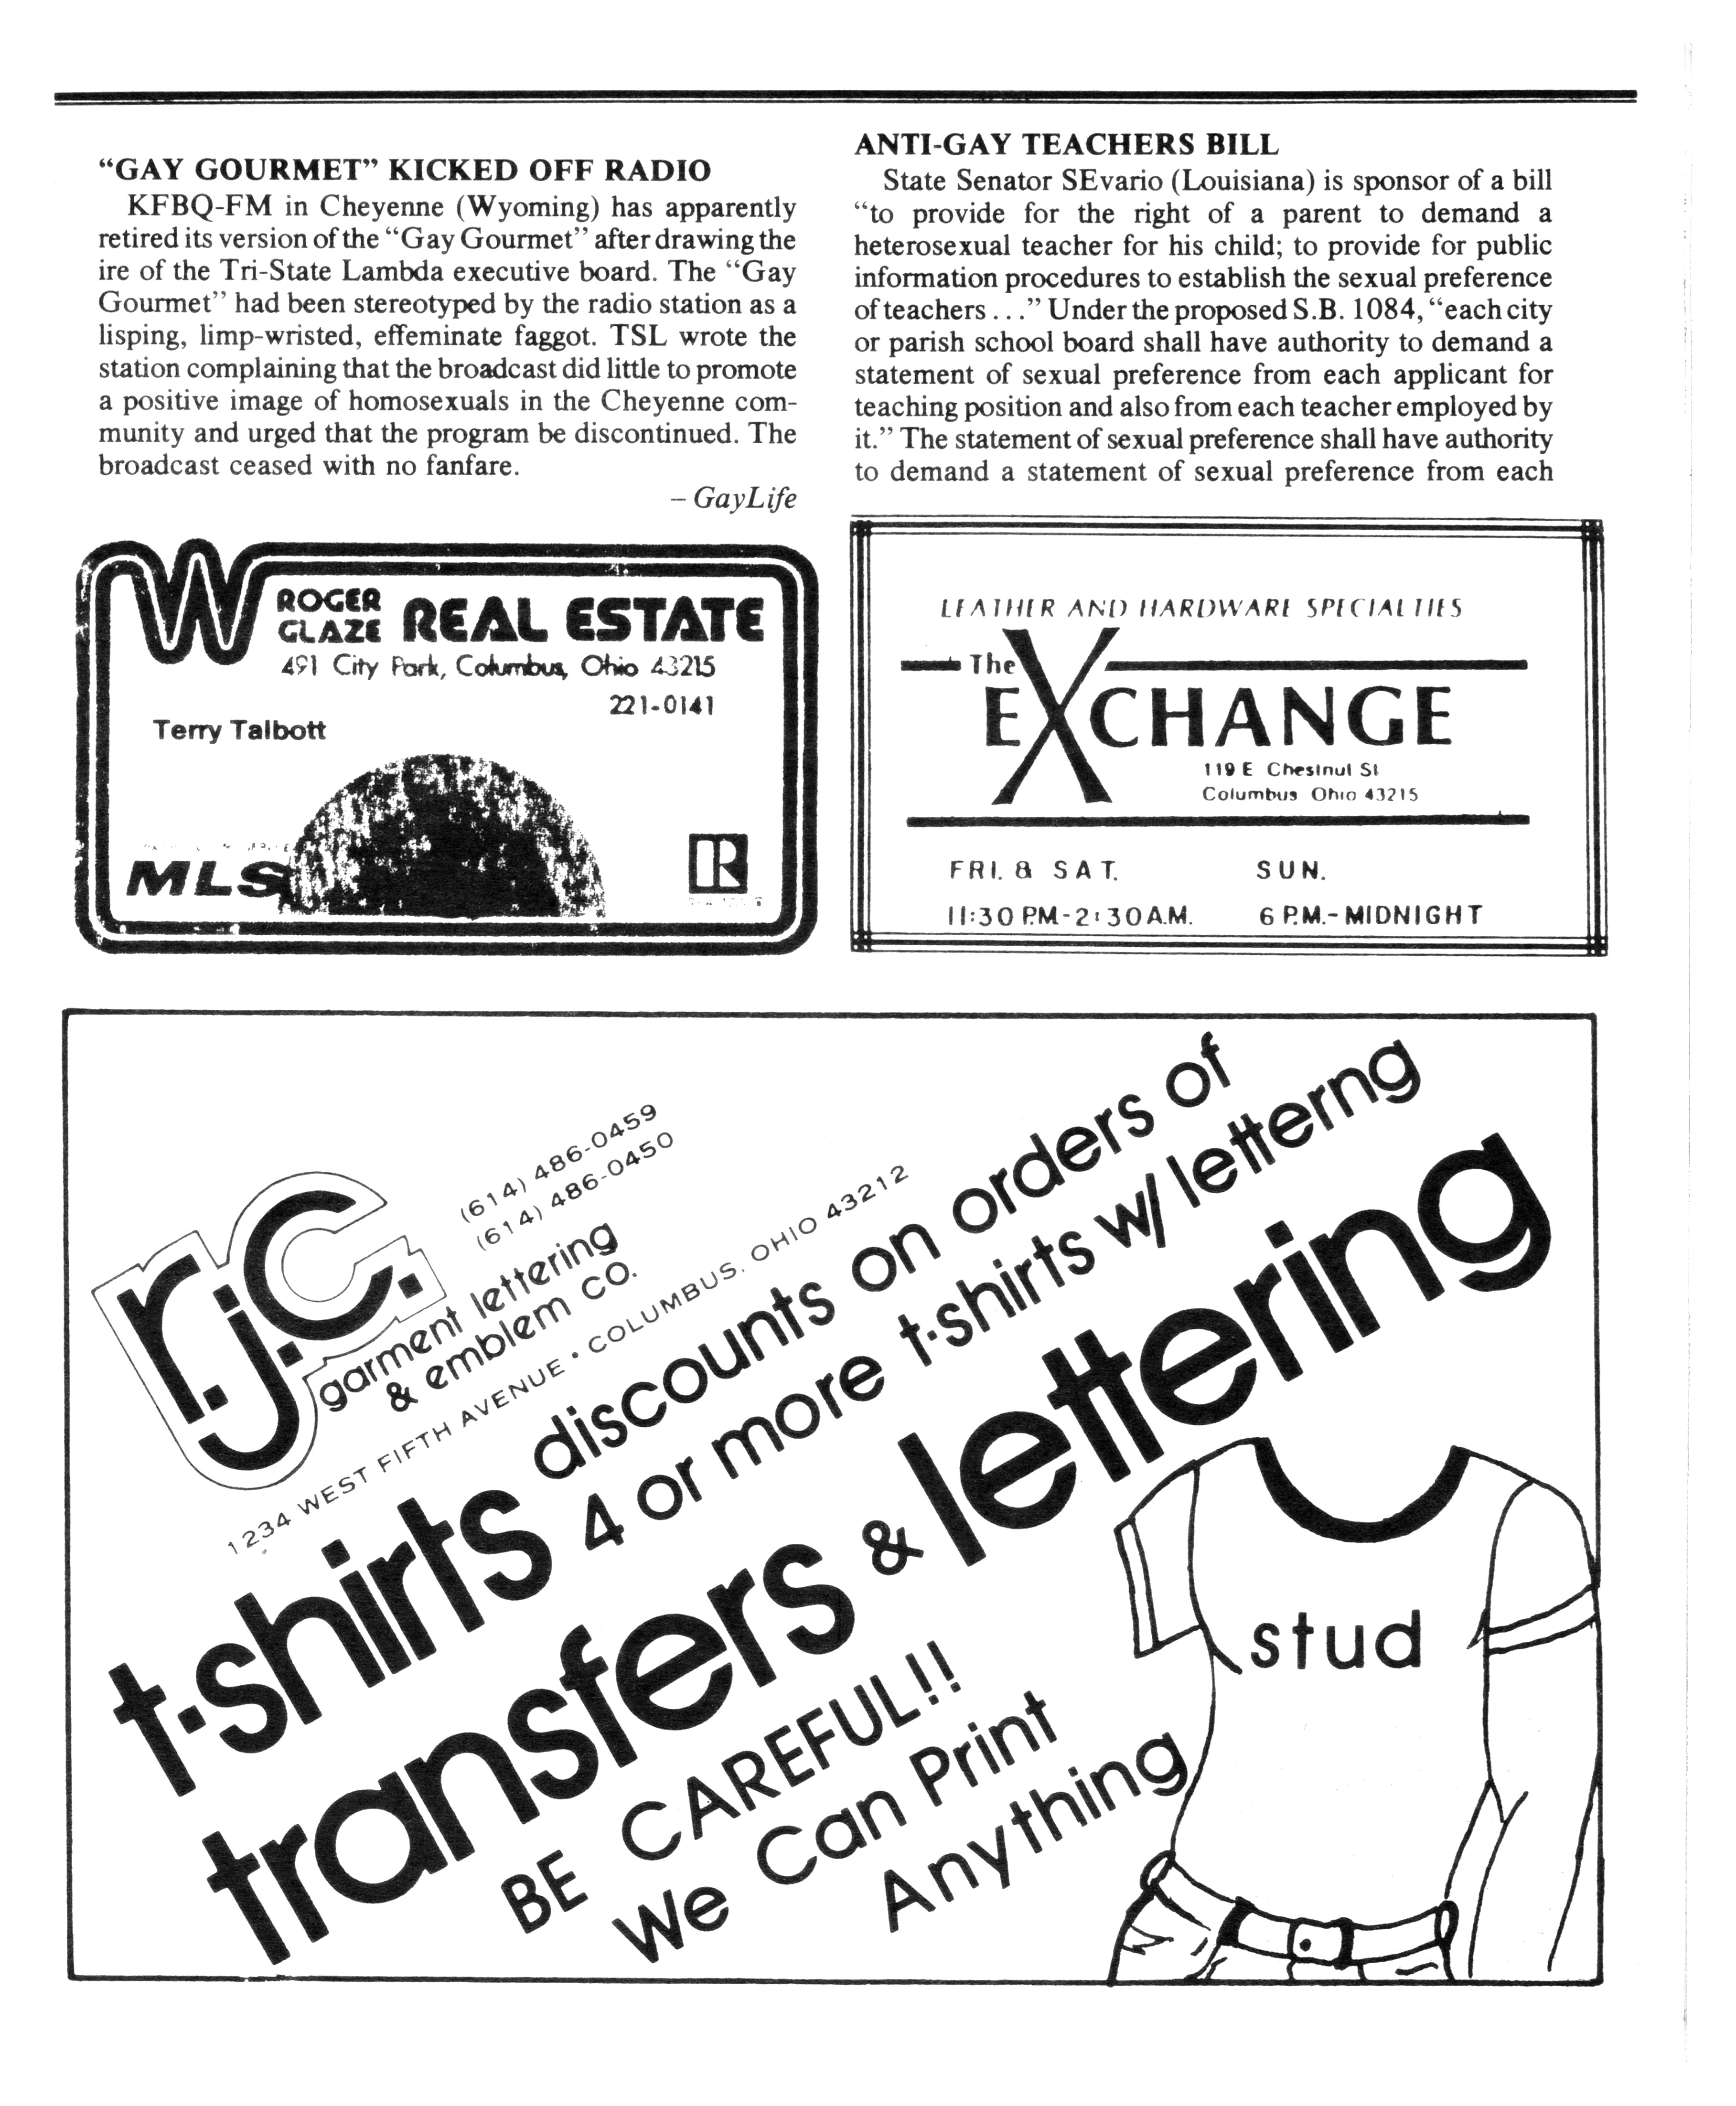 “GAY GOURMET” KICKED OFF RADIO
KFBQ-FM in Cheyenne (Wyoming) has apparently
retired its version of the “Gay Gourmet” after drawing the
ire of the Tri-State Lambda executive board. The “Gay
Gourmet” had been stereotyped by the radio station as a
lisping, limp-wristed, effeminate faggot. TSL wrote the
station complaining that the broadcast did little to promote
a positive image of homosexuals in the Cheyenne com-
munity and urged that the program be discontinued. The
broadcast ceased with no fanfare.
– GayLife
ANTI-GAY TEACHERS BILL
State Senator SEvario (Louisiana) is sponsor of a bill
“to provide for the right of a parent to demand a
heterosexual teacher for his child; to provide for public
information procedures to establish the sexual preference
of teachers . . .” Under the proposed S.B. 1084, “each city
or parish school board shall have authority to demand a
statement of sexual preference from each applicant for
teaching position and also from each teacher employed by
it.” The statement of sexual preference shall have authority
to demand a statement of sexual preference from each
W
ROGER
GLAZE
REAL ESTATE
491 City Park, Columbus, Ohio 43215
221-0141
Terry Talbott
MLS
R
LEATHER AND HARDWARE SPECIALTIES
The
EXCHANGE
119 E Chestnut St
Columbus Ohio 43215
FRI. & SAT. SUN.
11:30 P.M-2:30 A.M. 6 P.M.-MIDNIGHT
r.j.c.
(614) 486-0459
(614) 486-0450
garment lettering
& emblem CO.
1234 WEST FIFTH AVENUE • COLUMBUS, OHIO 43212
discounts on orders of
4 or more t-shirts w/ letterng
t-shirts
transfers & lettering
BE CAREFUL!!
We Can Print
Anything
stud